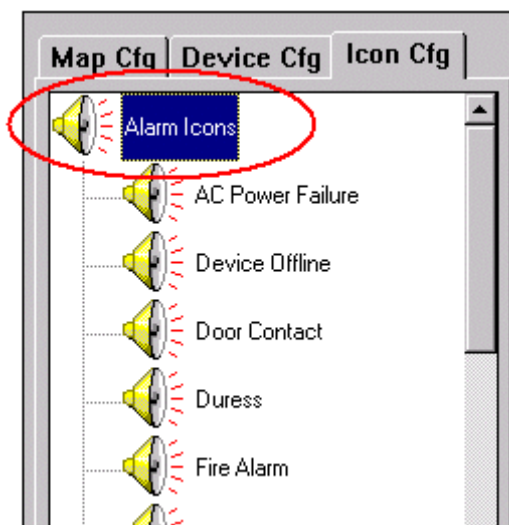 Map Cfg Device Cfg Icon Cfg
Alarm Icons
AC Power Failure
Device Offline
Door Contact
Duress
Fire Alarm